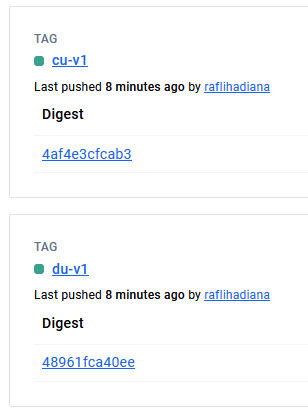 TAG
cu-v1
Last pushed 8 minutes ago by raflihadiana
Digest
4af4e3cfcab3
TAG
du-v1
Last pushed 8 minutes ago by raflihadiana
Digest
48961fca40ee